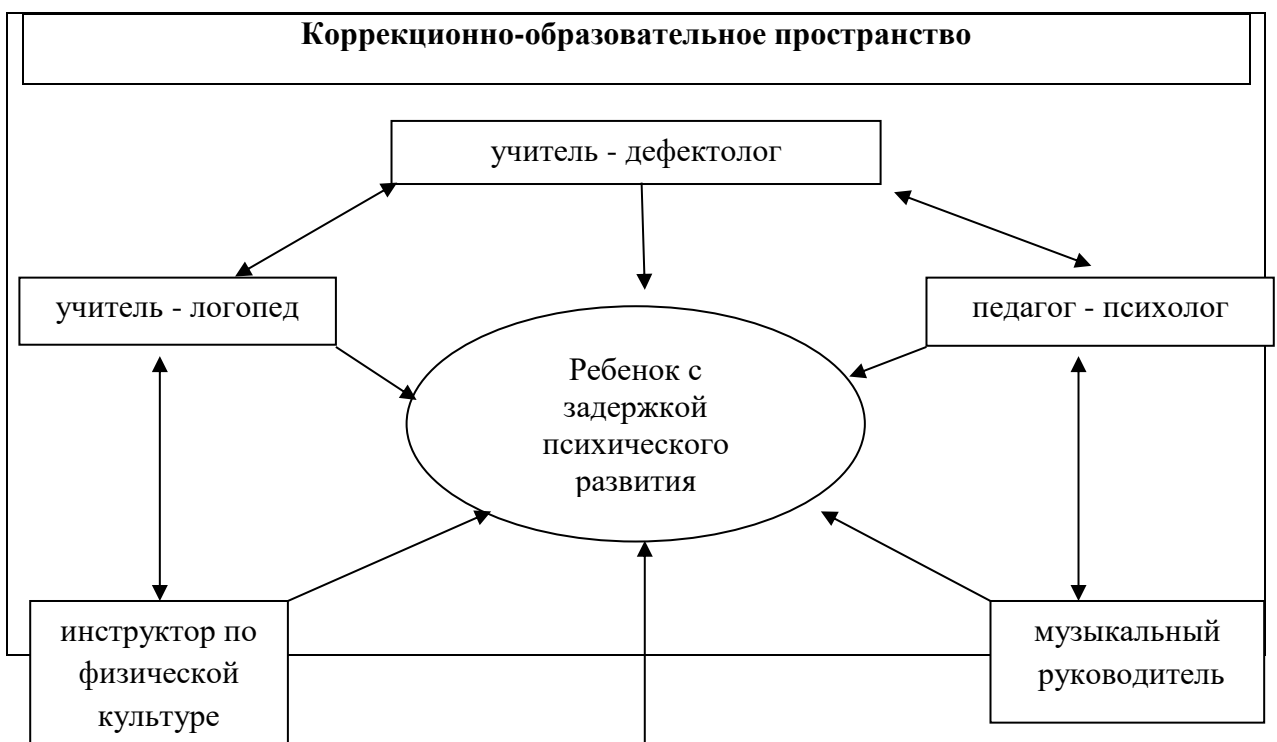 Коррекционно-образовательное пространство
учитель - дефектолог
учитель - логопед
педагог - психолог
Ребенок с
задержкой
психического
развития
инструктор по
физической
культуре
музыкальный
руководитель